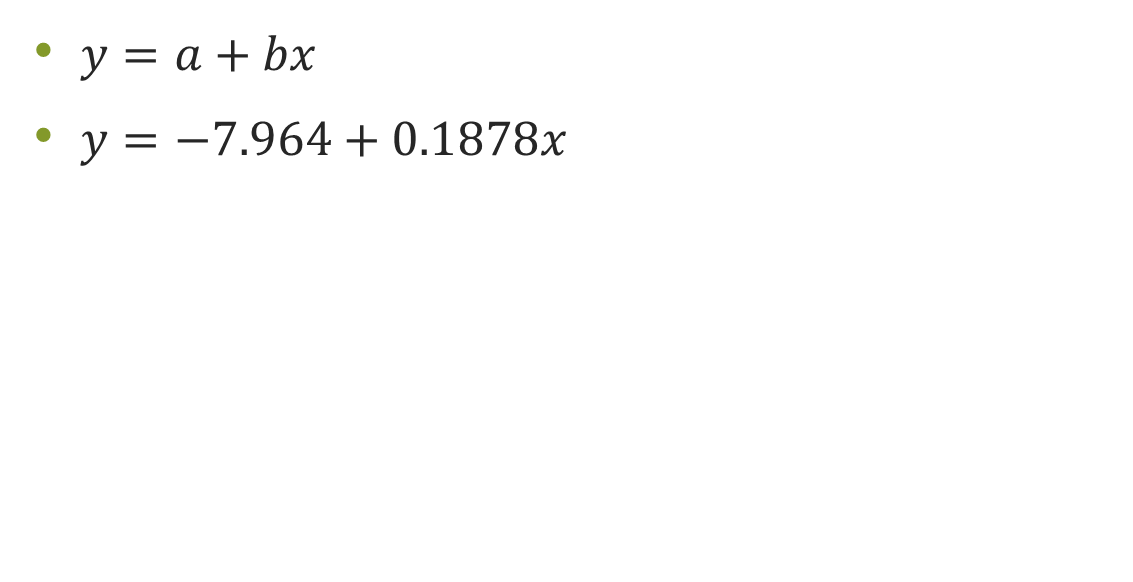 • y = a + bx
• y = −7.964 + 0.1878x